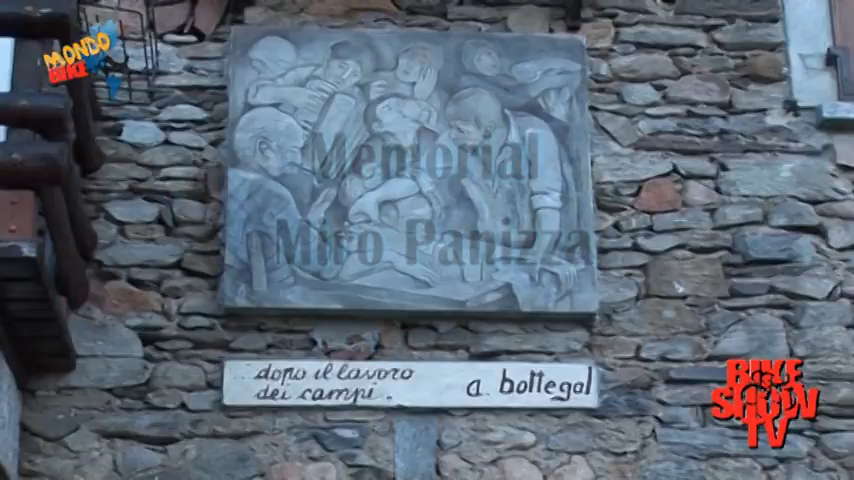 MONDO
BIKE
Memorial
Miro Panizza
...dopo il lavoro
dei campi.
a. bottegal
BIKE
SHOW
TV